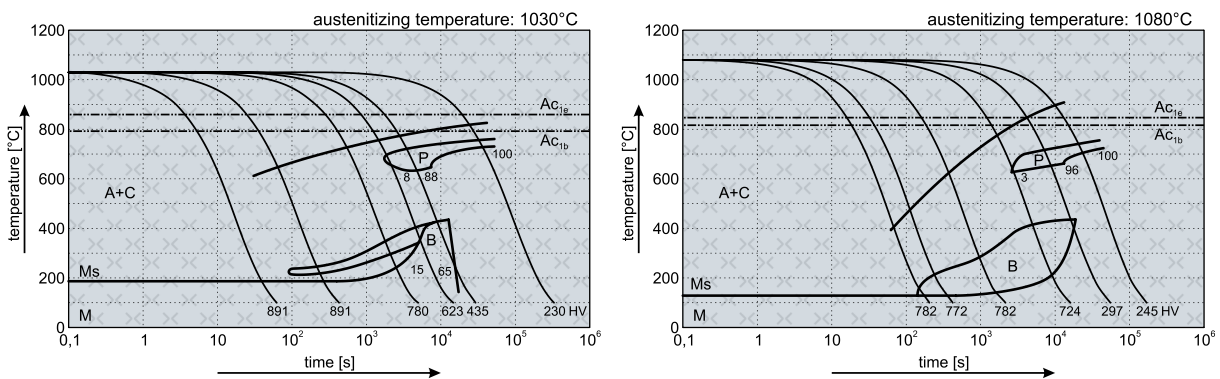 austenitizing temperature: 1030°C
1200
1000
800
600
400
200
0
temperature [°C]
Ac1e
Ac1b
A+C
P
100
8 88
B
15 65
Ms
M
891 891 780 623 435 230 HV
0,1 1 10 10² 10³ 10⁴ 10⁵ 10⁶
time [s]
austenitizing temperature: 1080°C
1200
1000
800
600
400
200
0
temperature [°C]
Ac1e
Ac1b
A+C
P
100
3 96
B
Ms
M
782 772 782 724 297 245 HV
0,1 1 10 10² 10³ 10⁴ 10⁵ 10⁶
time [s]